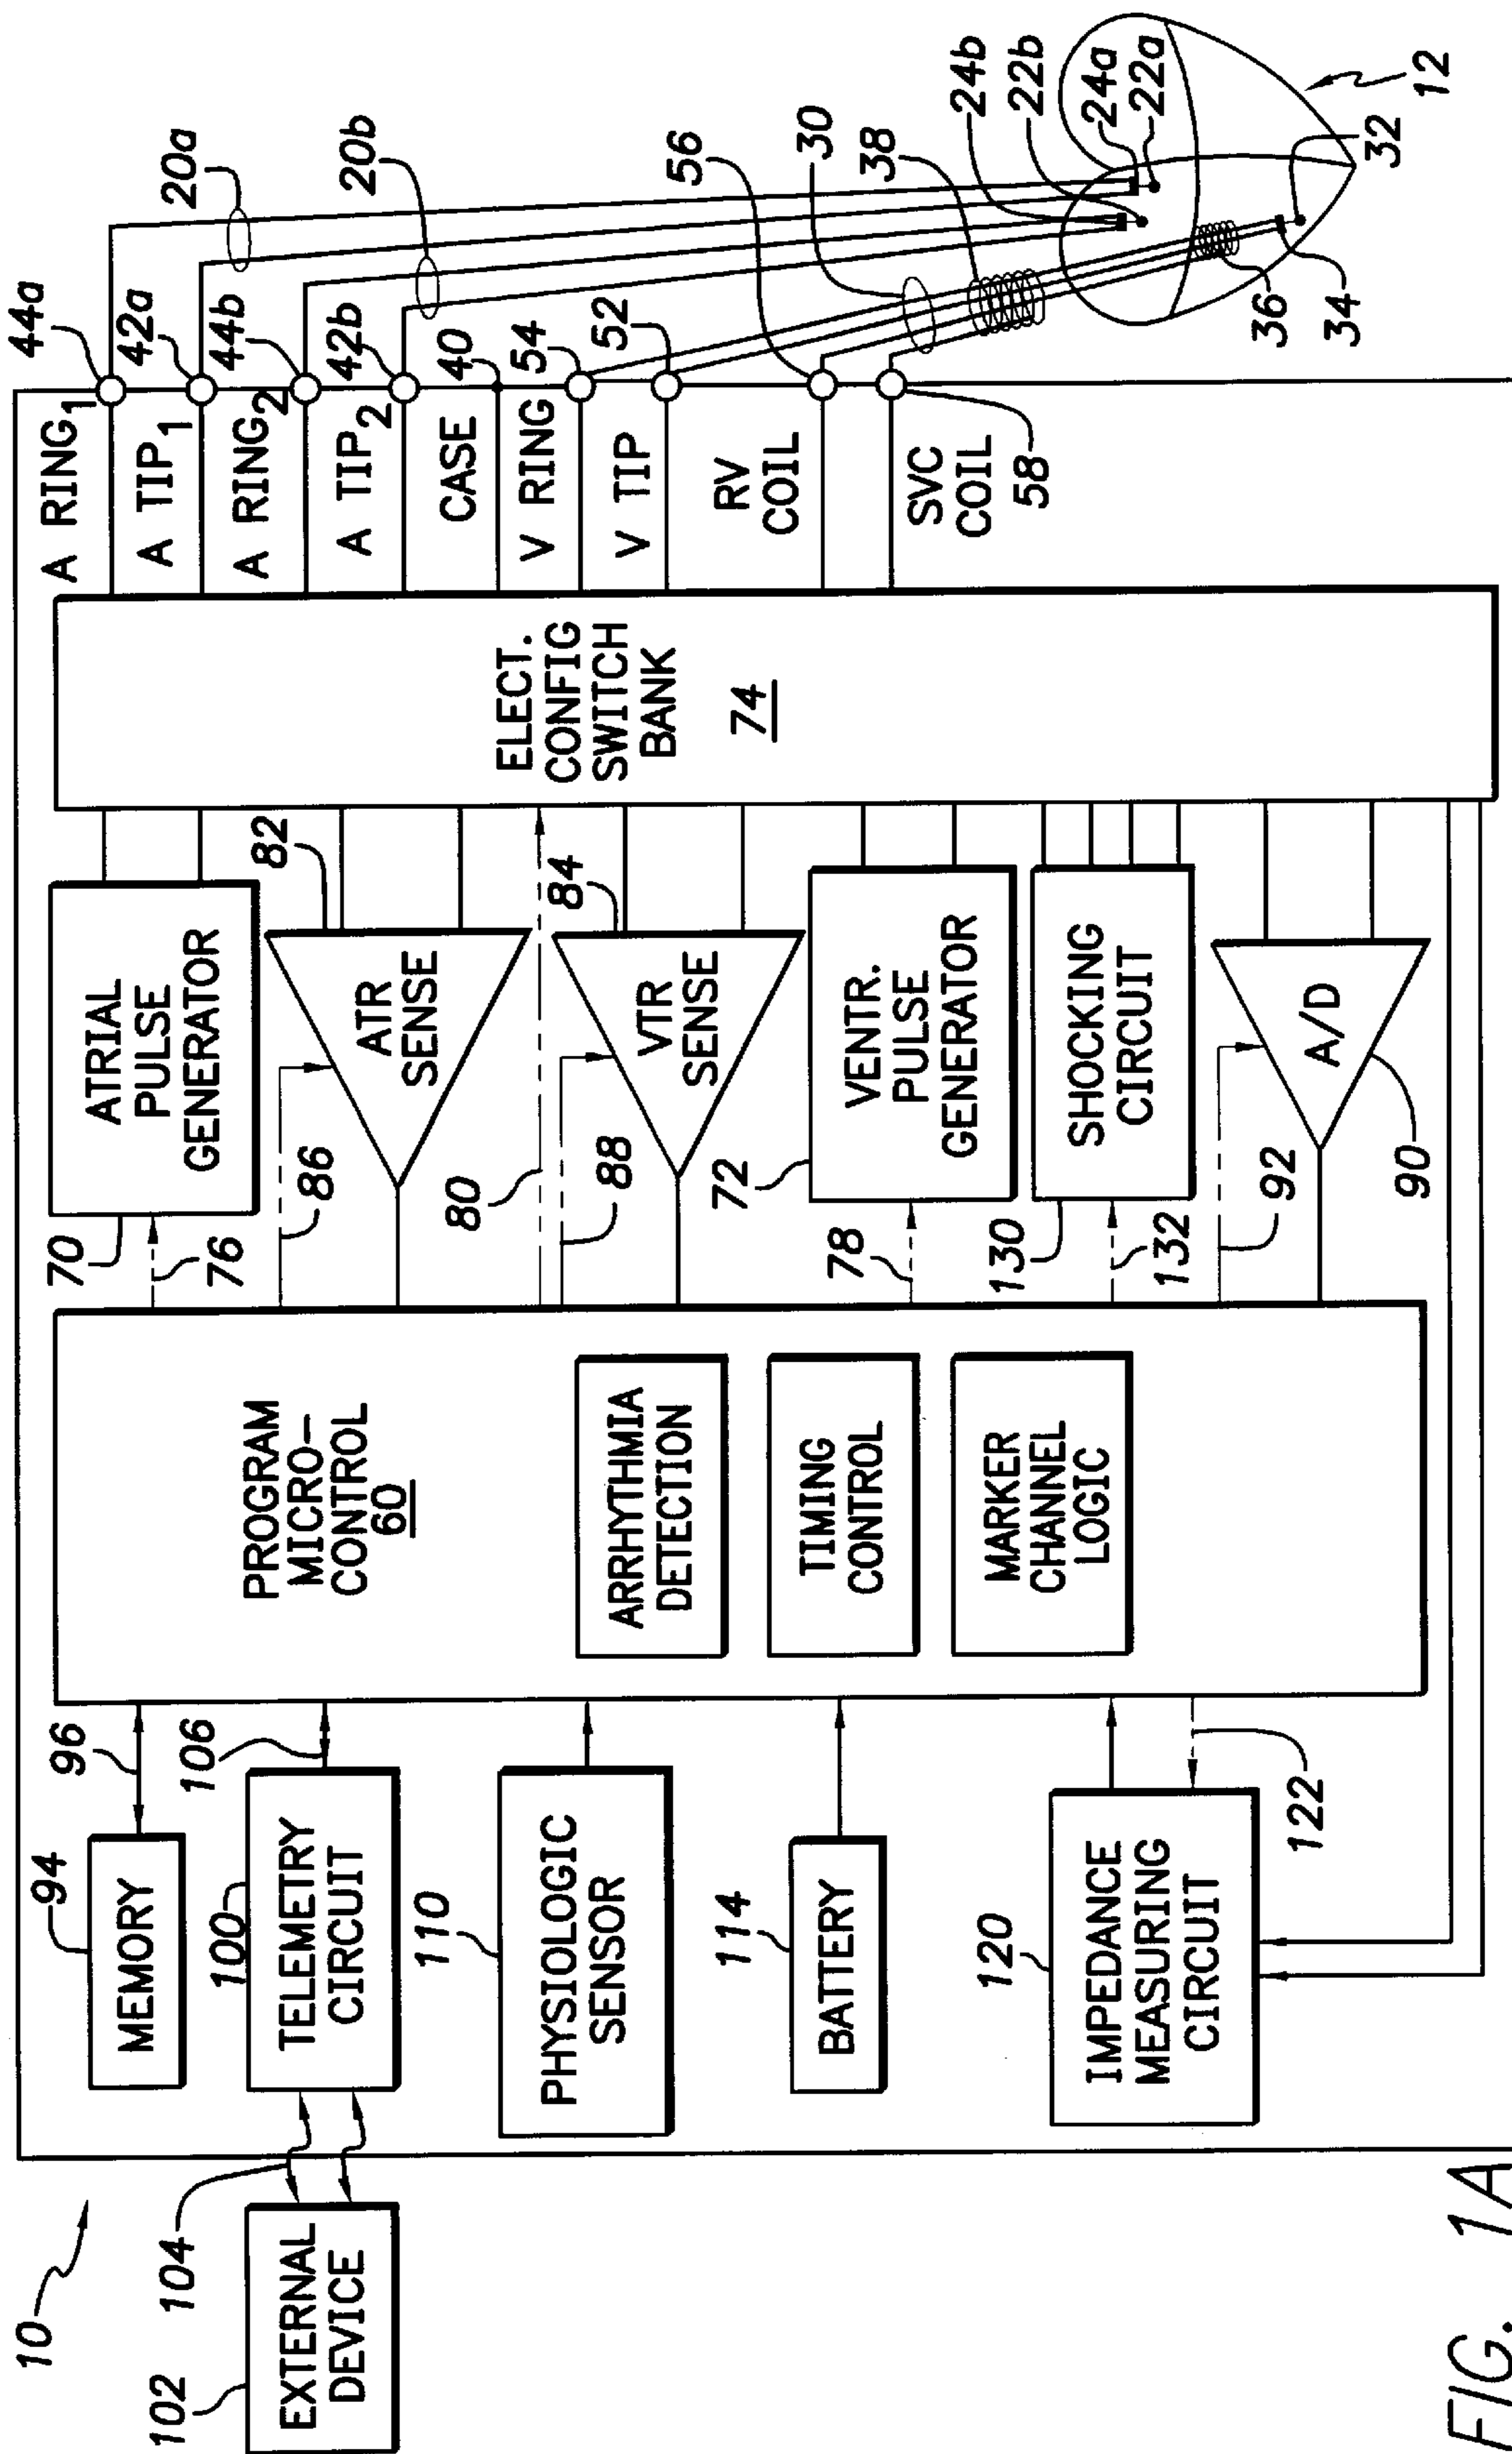 10
102
EXTERNAL
DEVICE
104
94
MEMORY
96
100
TELEMETRY
CIRCUIT
106
110
PHYSIOLOGIC
SENSOR
114
BATTERY
120
IMPEDANCE
MEASURING
CIRCUIT
122
PROGRAM
MICRO-
CONTROL
60
ARRHYTHMIA
DETECTION
TIMING
CONTROL
MARKER
CHANNEL
LOGIC
70
ATRIAL
PULSE
GENERATOR
76
86
ATR
SENSE
82
80
88
VTR
SENSE
84
72
VENTR.
PULSE
GENERATOR
78
130
SHOCKING
CIRCUIT
132
92
A/D
90
ELECT.
CONFIG
SWITCH
BANK
74
A RING1
A TIP1
A RING2
A TIP2
CASE
V RING
V TIP
RV
COIL
SVC
COIL
44a
42a
44b
42b
40
54
52
56
58
20a
20b
30
38
24b
22b
24a
22a
12
36
34
32
FIG. 1A